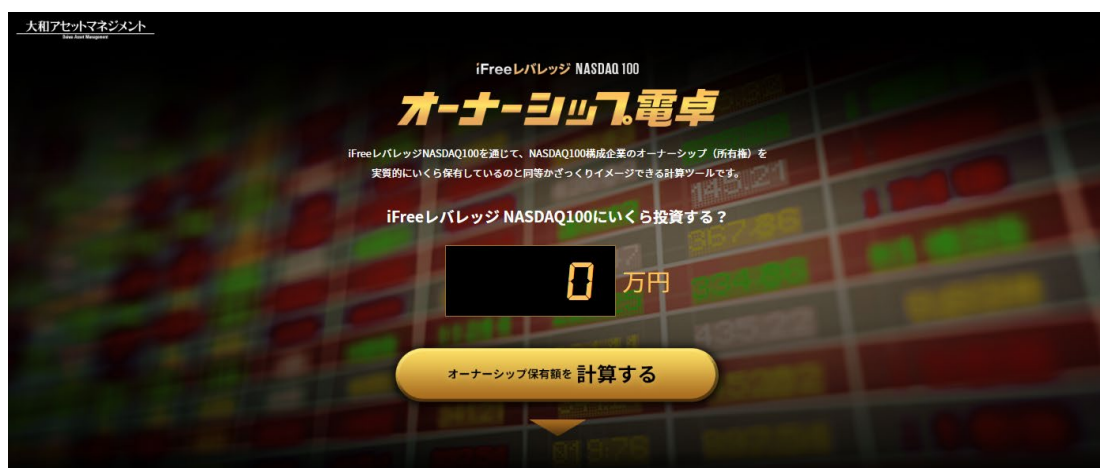 大和アセットマネジメント
Daiwa Asset Management
iFreeレバレッジ NASDAQ100
オーナーシップ電卓
iFreeレバレッジNASDAQ100を通じて、NASDAQ100構成企業のオーナーシップ（所有権）を
実質的にいくら保有しているのと同等かざっくりイメージできる計算ツールです。
iFreeレバレッジ NASDAQ100にいくら投資する？
0 万円
オーナーシップ保有額を 計算する